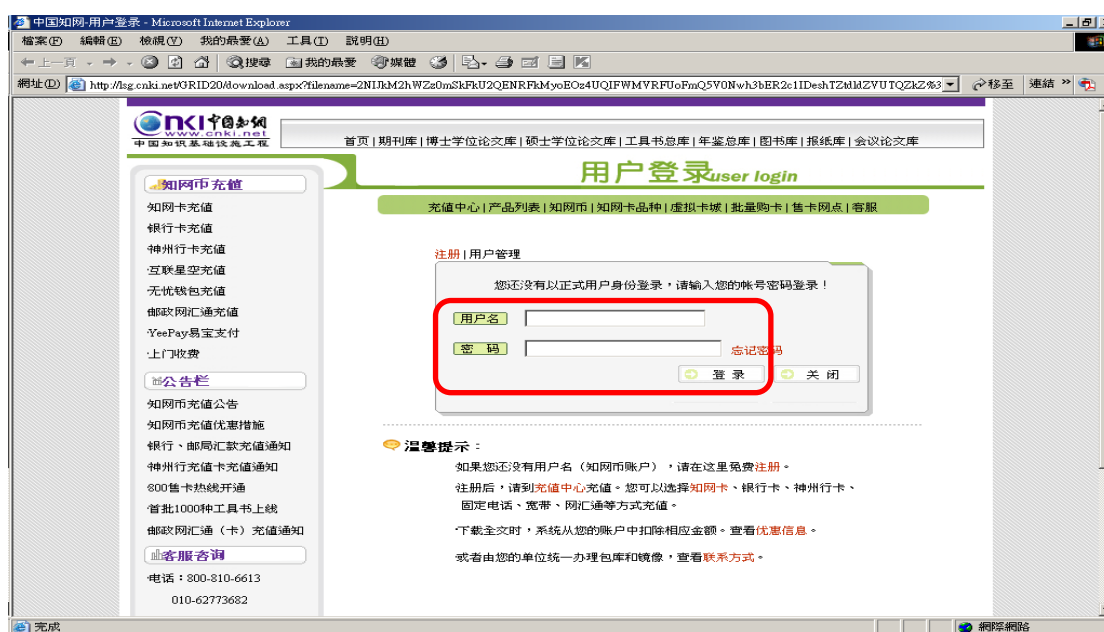 中国知网-用户登录 - Microsoft Internet Explorer
檔案(F) 編輯(E) 檢視(V) 我的最愛(A) 工具(T) 說明(H)
上一頁 搜尋 我的最愛 媒體
網址(D) http://lsg.cnki.net/GRID20/download.aspx?filename= 移至 連結 »
cnki 中国知网
www.cnki.net
中国知识基础设施工程
首页 | 期刊库 | 博士学位论文库 | 硕士学位论文库 | 工具书总库 | 年鉴总库 | 图书库 | 报纸库 | 会议论文库
用户登录user login
充值中心 | 产品列表 | 知网币 | 知网卡品种 | 虚拟卡城 | 批量购卡 | 售卡网点 | 客服
知网币充值
知网卡充值
银行卡充值
神州行卡充值
互联星空充值
无忧钱包充值
邮政网汇通充值
YeePay易宝支付
上门收费
公告栏
知网币充值公告
知网币充值优惠措施
银行、邮局汇款充值通知
神州行充值卡充值通知
800售卡热线开通
首批1000种工具书上线
邮政网汇通（卡）充值通知
客服咨询
电话：800-810-6613
010-62773682
注册 | 用户管理
您还没有以正式用户身份登录，请输入您的帐号密码登录！
用户名
密 码 忘记密码
登 录 关 闭
温馨提示：
如果您还没有用户名（知网币账户），请在这里免费注册。
注册后，请到充值中心充值。您可以选择知网卡、银行卡、神州行卡、
固定电话、宽带、网汇通等方式充值。
下载全文时，系统从您的账户中扣除相应金额。查看优惠信息。
或者由您的单位统一办理包库和镜像，查看联系方式。
完成 網際網路